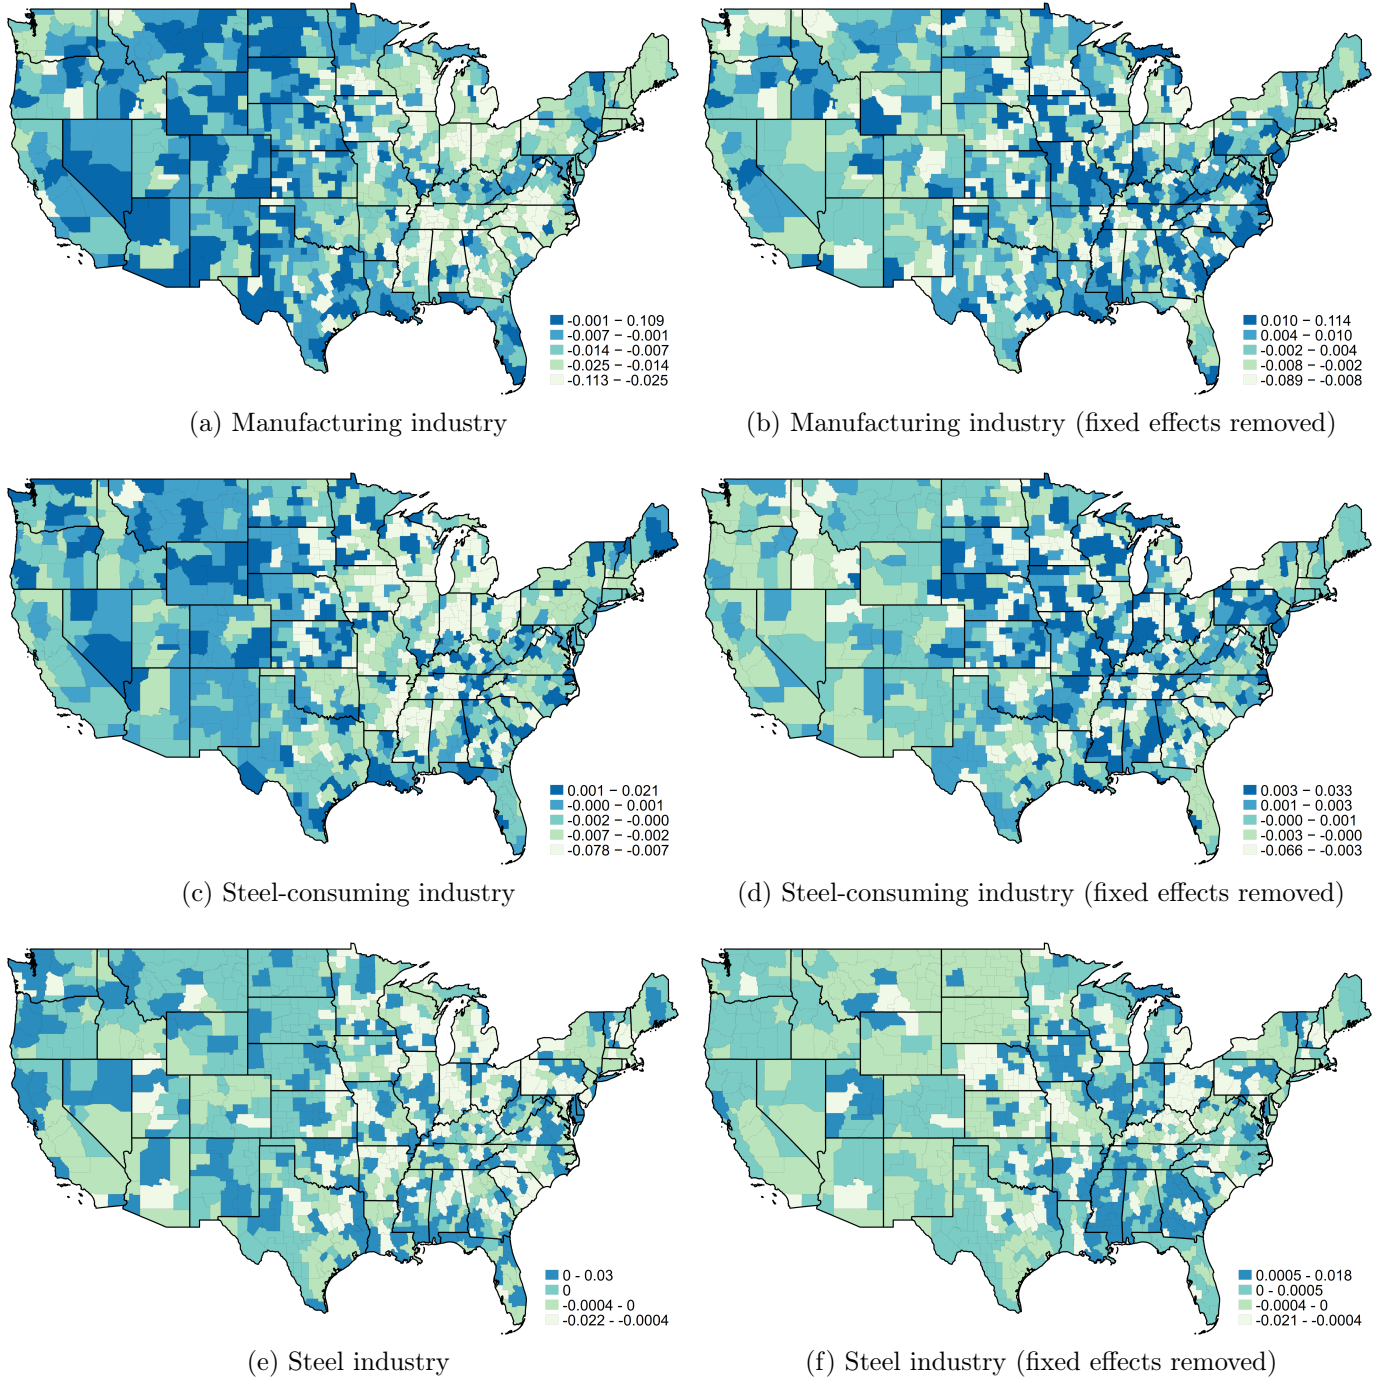 -0.001 – 0.109
-0.007 – -0.001
-0.014 – -0.007
-0.025 – -0.014
-0.113 – -0.025
(a) Manufacturing industry
0.010 – 0.114
0.004 – 0.010
-0.002 – 0.004
-0.008 – -0.002
-0.089 – -0.008
(b) Manufacturing industry (fixed effects removed)
0.001 – 0.021
-0.000 – 0.001
-0.002 – -0.000
-0.007 – -0.002
-0.078 – -0.007
(c) Steel-consuming industry
0.003 – 0.033
0.001 – 0.003
-0.000 – 0.001
-0.003 – -0.000
-0.066 – -0.003
(d) Steel-consuming industry (fixed effects removed)
0 - 0.03
0
-0.0004 - 0
-0.022 - -0.0004
(e) Steel industry
0.0005 - 0.018
0 - 0.0005
-0.0004 - 0
-0.021 - -0.0004
(f) Steel industry (fixed effects removed)